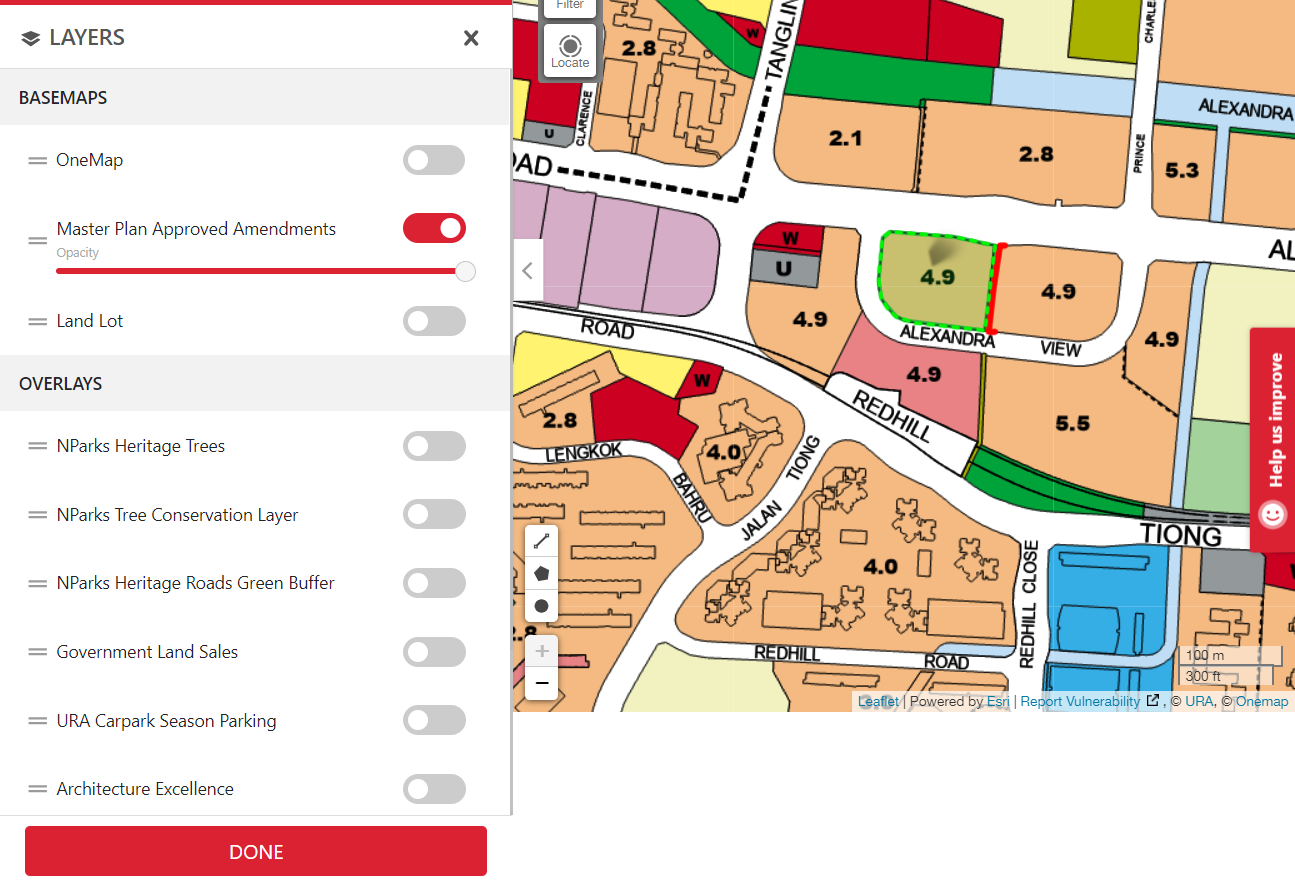 LAYERS
BASEMAPS
OneMap
Master Plan Approved Amendments
Opacity
Land Lot
OVERLAYS
NParks Heritage Trees
NParks Tree Conservation Layer
NParks Heritage Roads Green Buffer
Government Land Sales
URA Carpark Season Parking
Architecture Excellence
DONE
Filter
Locate
2.8
W
TANGLIN
CHARLE
ALEXANDRA
CLARENCE
U
OAD
2.1
2.8
PRINCE
5.3
W
U
4.9
4.9
4.9
AL
4.9
ROAD
ALEXANDRA
VIEW
4.9
W
REDHILL
5.5
2.8
LENGKOK
4.0
BAHRU
TIONG
JALAN
4.0
TIONG
REDHILL CLOSE
2.8
REDHILL
ROAD
Help us improve
100 m
300 ft
Leaflet | Powered by Esri | Report Vulnerability , © URA, © Onemap